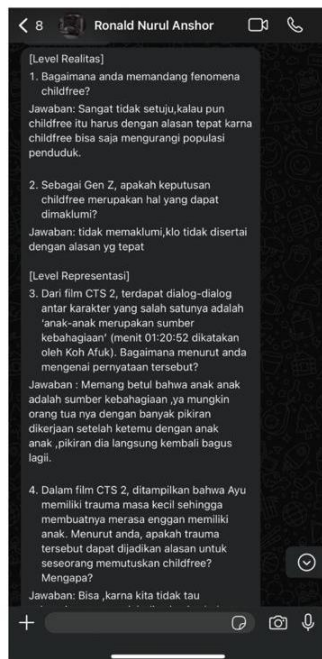 8 Ronald Nurul Anshor
[Level Realitas]
1. Bagaimana anda memandang fenomena
childfree?
Jawaban: Sangat tidak setuju,kalau pun
childfree itu harus dengan alasan tepat karna
childfree bisa saja mengurangi populasi
penduduk.
2. Sebagai Gen Z, apakah keputusan
childfree merupakan hal yang dapat
dimaklumi?
Jawaban: tidak memaklumi,klo tidak disertai
dengan alasan yg tepat
[Level Representasi]
3. Dari film CTS 2, terdapat dialog-dialog
antar karakter yang salah satunya adalah
'anak-anak merupakan sumber
kebahagiaan' (menit 01:20:52 dikatakan
oleh Koh Afuk). Bagaimana menurut anda
mengenai pernyataan tersebut?
Jawaban : Memang betul bahwa anak anak
adalah sumber kebahagiaan ,ya mungkin
orang tua nya dengan banyak pikiran
dikerjaan setelah ketemu dengan anak
anak ,pikiran dia langsung kembali bagus
lagii.
4. Dalam film CTS 2, ditampilkan bahwa Ayu
memiliki trauma masa kecil sehingga
membuatnya merasa enggan memiliki
anak. Menurut anda, apakah trauma
tersebut dapat dijadikan alasan untuk
seseorang memutuskan childfree?
Mengapa?
Jawaban: Bisa ,karna kita tidak tau